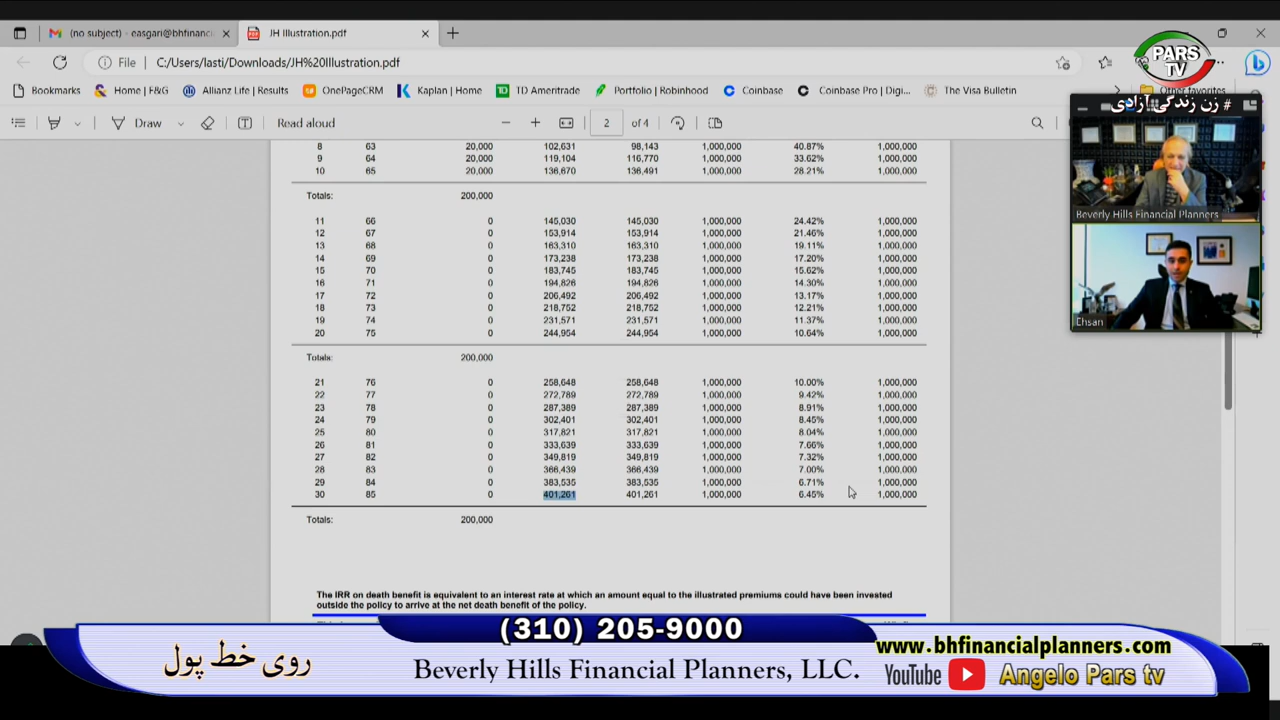 (no subject) - easgari@bhfinanci
JH Illustration.pdf
File C:/Users/lasti/Downloads/JH%20Illustration.pdf
PARS TV
Bookmarks Home | F&G Allianz Life | Results OnePageCRM Kaplan | Home TD Ameritrade Portfolio | Robinhood Coinbase Coinbase Pro | Digi... The Visa Bulletin Other favorites
# زن زندگی آزادی
Draw Read aloud 2 of 4
8 63 20,000 102,631 98,143 1,000,000 40.87% 1,000,000
9 64 20,000 119,104 116,770 1,000,000 33.62% 1,000,000
10 65 20,000 136,670 136,491 1,000,000 28.21% 1,000,000
Totals: 200,000
11 66 0 145,030 145,030 1,000,000 24.42% 1,000,000
12 67 0 153,914 153,914 1,000,000 21.46% 1,000,000
13 68 0 163,310 163,310 1,000,000 19.11% 1,000,000
14 69 0 173,238 173,238 1,000,000 17.20% 1,000,000
15 70 0 183,745 183,745 1,000,000 15.62% 1,000,000
16 71 0 194,826 194,826 1,000,000 14.30% 1,000,000
17 72 0 206,492 206,492 1,000,000 13.17% 1,000,000
18 73 0 218,752 218,752 1,000,000 12.21% 1,000,000
19 74 0 231,571 231,571 1,000,000 11.37% 1,000,000
20 75 0 244,954 244,954 1,000,000 10.64% 1,000,000
Totals: 200,000
21 76 0 258,648 258,648 1,000,000 10.00% 1,000,000
22 77 0 272,789 272,789 1,000,000 9.42% 1,000,000
23 78 0 287,389 287,389 1,000,000 8.91% 1,000,000
24 79 0 302,401 302,401 1,000,000 8.45% 1,000,000
25 80 0 317,821 317,821 1,000,000 8.04% 1,000,000
26 81 0 333,639 333,639 1,000,000 7.66% 1,000,000
27 82 0 349,819 349,819 1,000,000 7.32% 1,000,000
28 83 0 366,439 366,439 1,000,000 7.00% 1,000,000
29 84 0 383,535 383,535 1,000,000 6.71% 1,000,000
30 85 0 401,261 401,261 1,000,000 6.45% 1,000,000
Totals: 200,000
The IRR on death benefit is equivalent to an interest rate at which an amount equal to the illustrated premiums could have been invested
outside the policy to arrive at the net death benefit of the policy.
Beverly Hills Financial Planners
Ehsan
(310) 205-9000
روی خط پول
Beverly Hills Financial Planners, LLC.
www.bhfinancialplanners.com
YouTube Angelo Pars tv